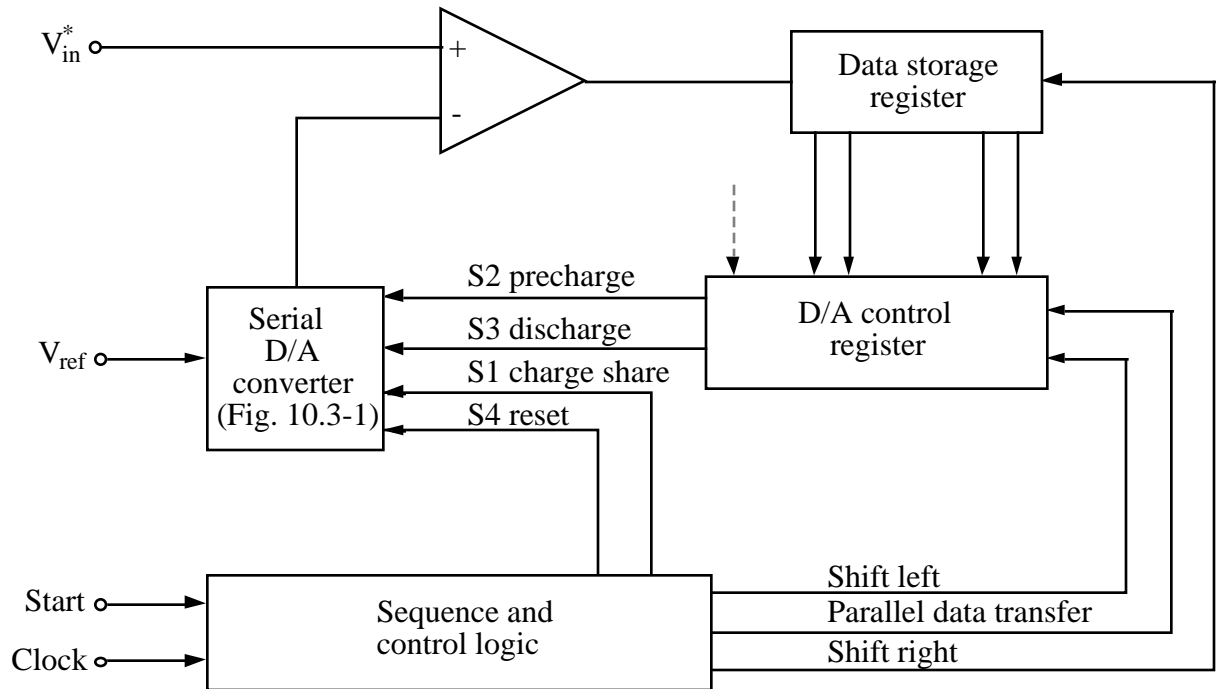 V*in
+
-
Data storage
register
S2 precharge
S3 discharge
S1 charge share
S4 reset
Serial
D/A
converter
(Fig. 10.3-1)
Vref
D/A control
register
Start
Clock
Sequence and
control logic
Shift left
Parallel data transfer
Shift right